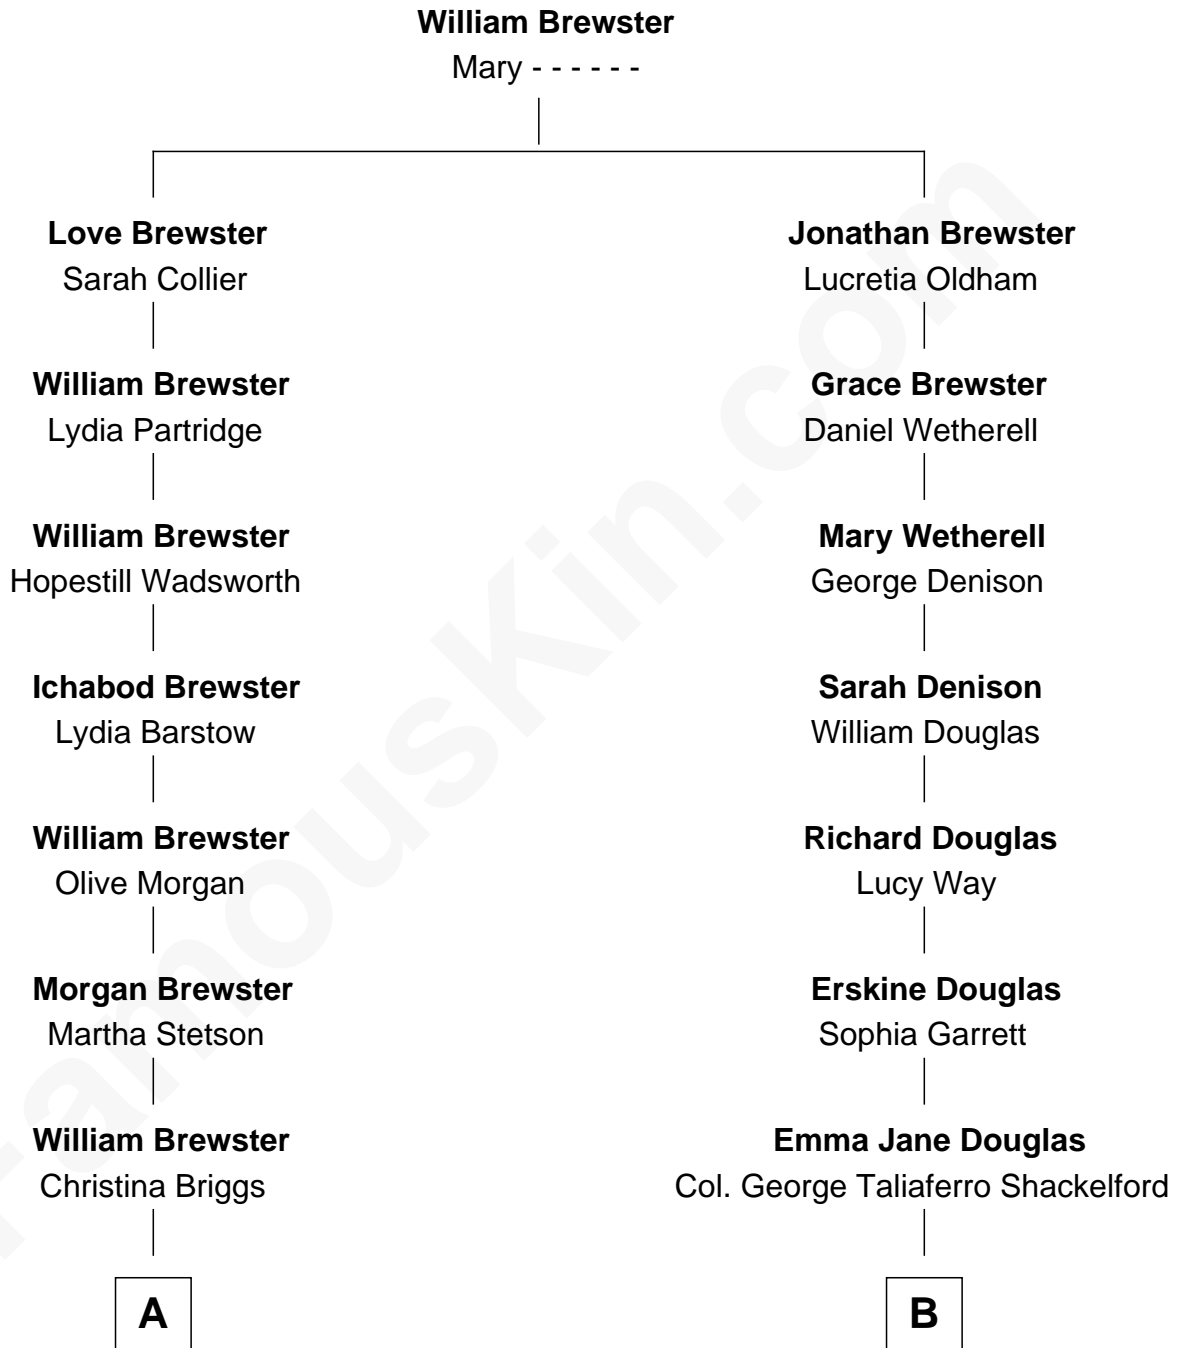 William Brewster
Mary - - - - - -
Love Brewster
Sarah Collier
Jonathan Brewster
Lucretia Oldham
William Brewster
Lydia Partridge
Grace Brewster
Daniel Wetherell
William Brewster
Hopestill Wadsworth
Mary Wetherell
George Denison
Ichabod Brewster
Lydia Barstow
Sarah Denison
William Douglas
William Brewster
Olive Morgan
Richard Douglas
Lucy Way
Morgan Brewster
Martha Stetson
Erskine Douglas
Sophia Garrett
William Brewster
Christina Briggs
Emma Jane Douglas
Col. George Taliaferro Shackelford
A
B
FamousKin.com